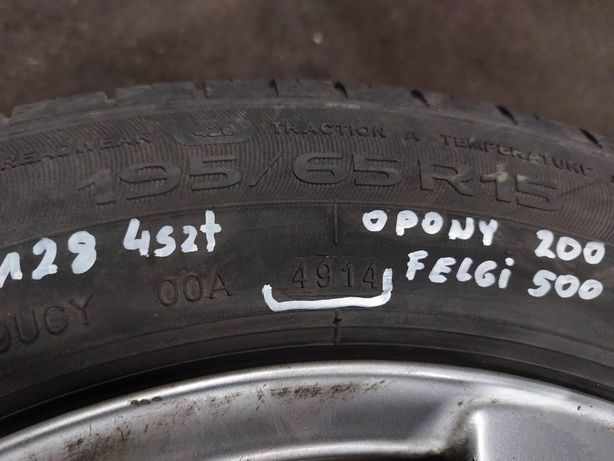 TREADWEAR 420 TRACTION A TEMPERATURE
195/65 R15
128 4szt
OPONY 200
FELGI 500
00A 4914